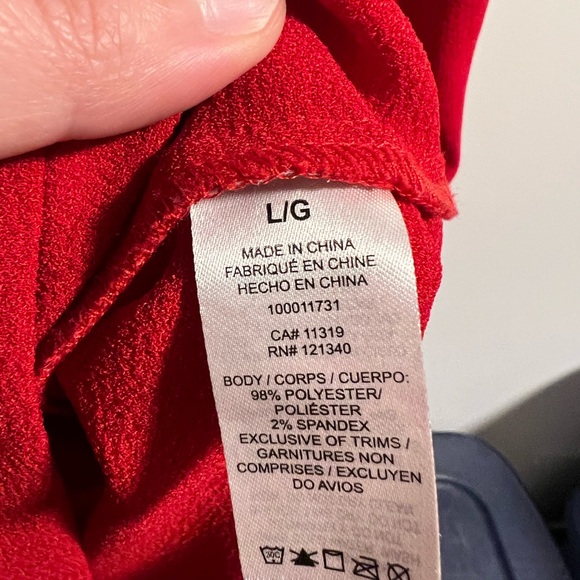 L/G
MADE IN CHINA
FABRIQUÉ EN CHINE
HECHO EN CHINA
100011731
CA# 11319
RN# 121340
BODY / CORPS / CUERPO:
98% POLYESTER/
POLIÉSTER
2% SPANDEX
EXCLUSIVE OF TRIMS /
GARNITURES NON
COMPRISES / EXCLUYEN
DO AVIOS
30C